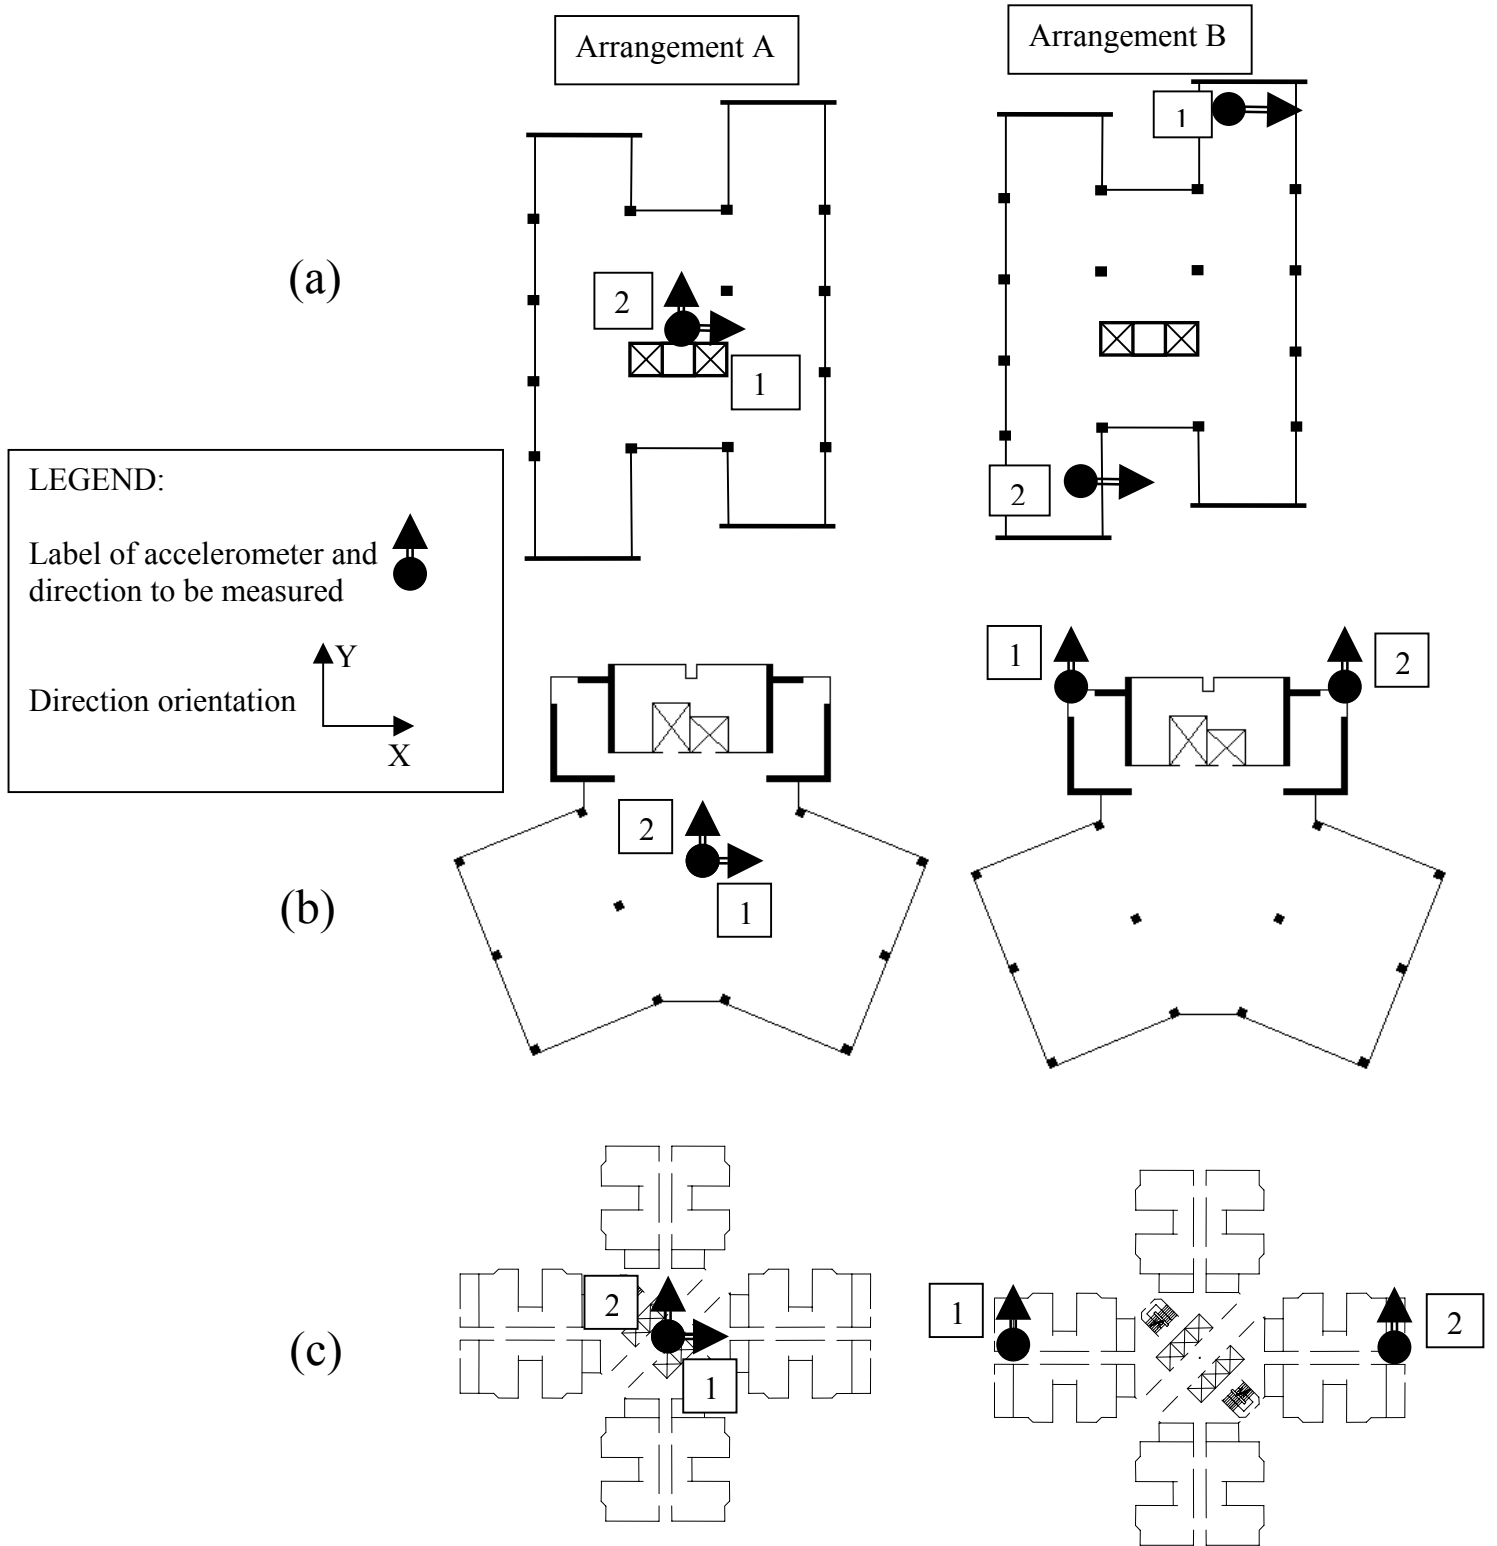 Arrangement A
Arrangement B
1
(a)
2
1
2
LEGEND:
Label of accelerometer and
direction to be measured
Y
Direction orientation
X
1
2
2
1
(b)
2
1
1
2
(c)